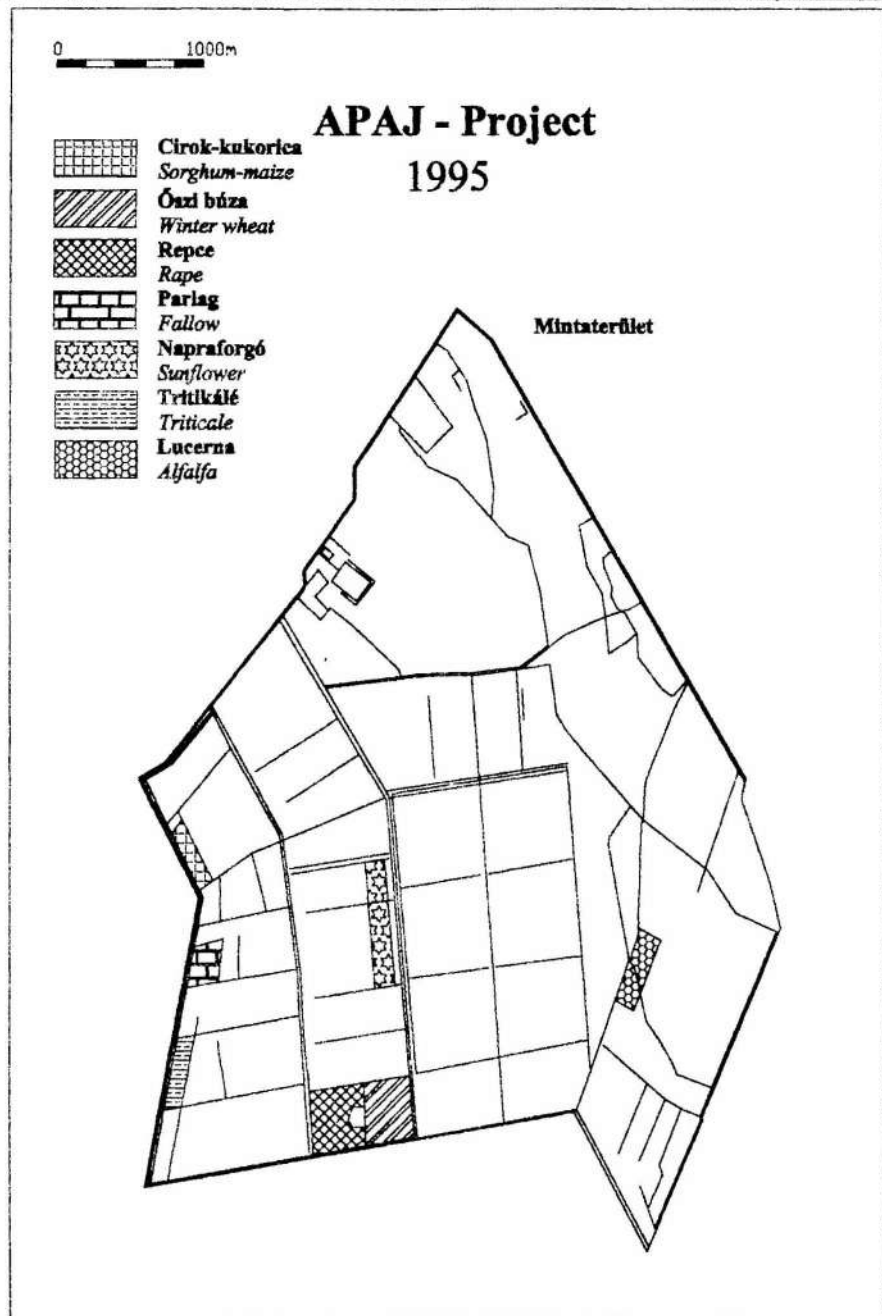 0 1000m
APAJ - Project
1995
Cirok-kukorica
Sorghum-maize
Őszi búza
Winter wheat
Repce
Rape
Parlag
Fallow
Napraforgó
Sunflower
Tritikálé
Triticale
Lucerna
Alfalfa
Mintaterület